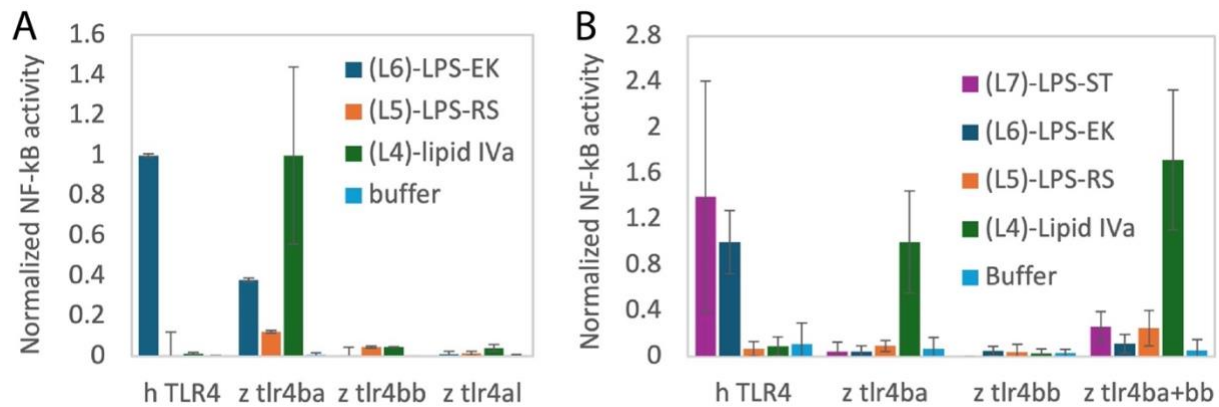 A
Normalized NF-kB activity
1.6
1.4
1.2
1
0.8
0.6
0.4
0.2
0
(L6)-LPS-EK
(L5)-LPS-RS
(L4)-lipid IVa
buffer
h TLR4 z tlr4ba z tlr4bb z tlr4al
B
Normalized NF-kB activity
2.8
2.4
2
1.6
1.2
0.8
0.4
0
(L7)-LPS-ST
(L6)-LPS-EK
(L5)-LPS-RS
(L4)-Lipid IVa
Buffer
h TLR4 z tlr4ba z tlr4bb z tlr4ba+bb